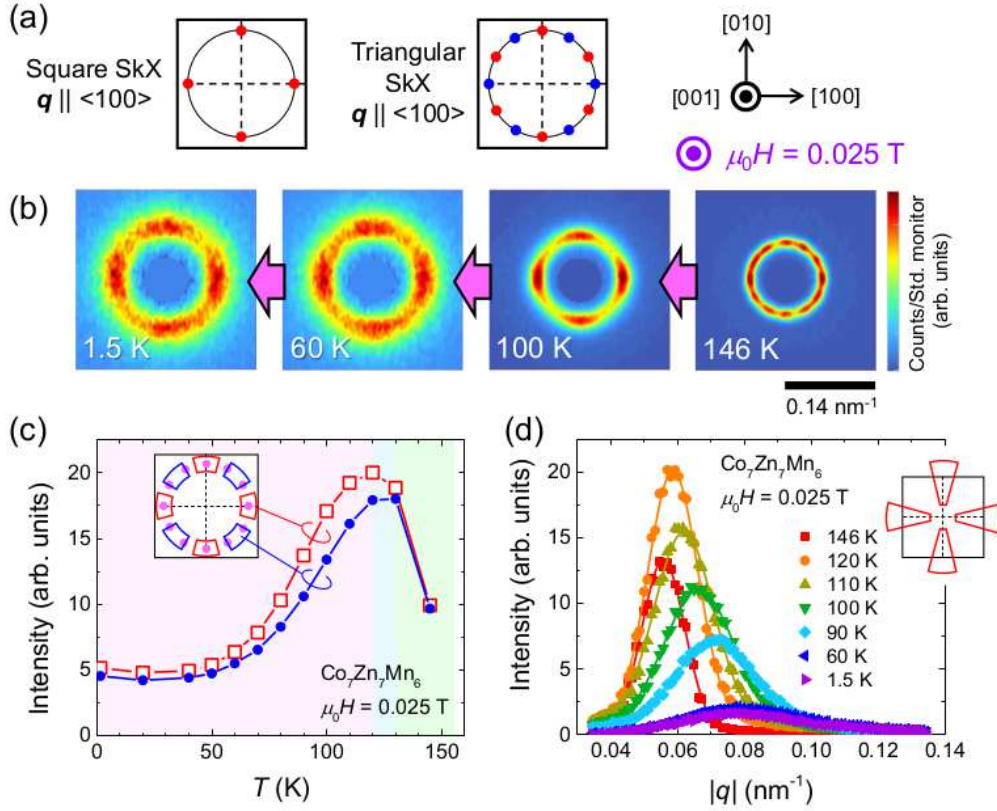 (a)
Square SkX
q || <100>
Triangular
SkX
q || <100>
[010]
[001]
[100]
μ₀H = 0.025 T
(b)
1.5 K
60 K
100 K
146 K
Counts/Std. monitor
(arb. units)
0.14 nm⁻¹
(c)
Intensity (arb. units)
20
15
10
5
0
0
50
100
150
T (K)
Co₇Zn₇Mn₆
μ₀H = 0.025 T
(d)
Intensity (arb. units)
20
15
10
5
0
0.04
0.06
0.08
0.10
0.12
0.14
|q| (nm⁻¹)
Co₇Zn₇Mn₆
μ₀H = 0.025 T
146 K
120 K
110 K
100 K
90 K
60 K
1.5 K